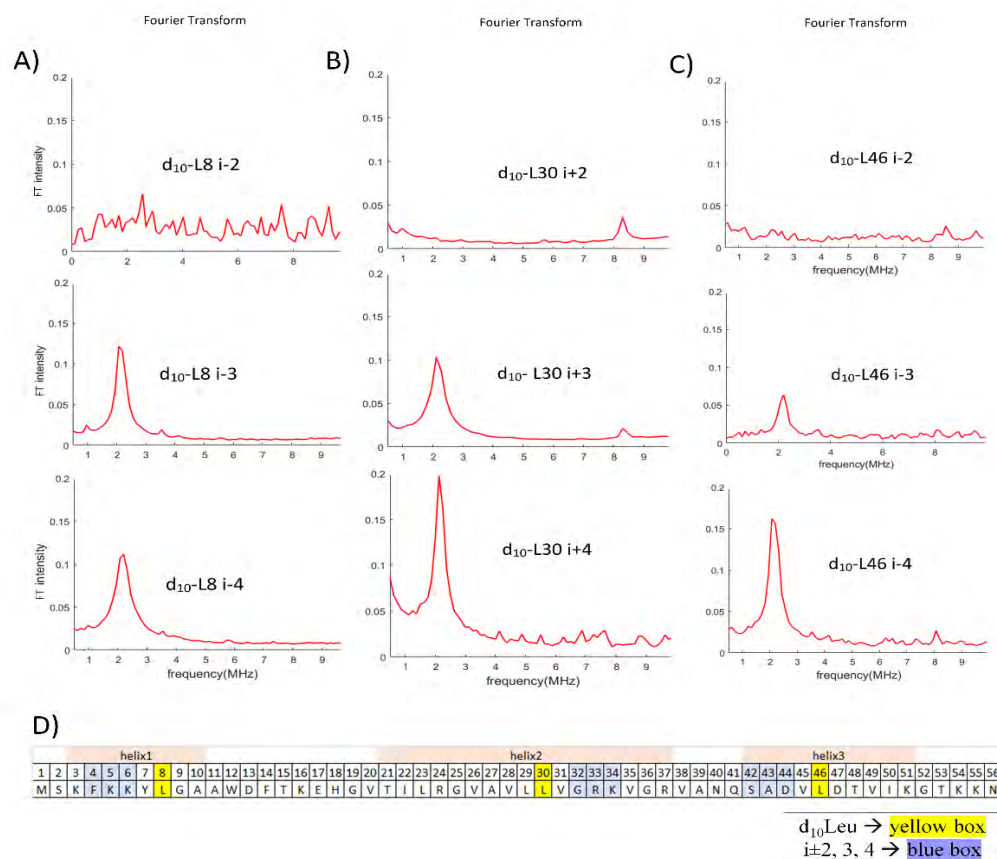 Fourier Transform
Fourier Transform
Fourier Transform
A)
B)
C)
0.2
0.15
0.1
0.05
0
FT intensity
d₁₀-L8 i-2
0 2 4 6 8
0.2
0.15
0.1
0.05
0
d₁₀-L30 i+2
1 2 3 4 5 6 7 8 9
0.2
0.15
0.1
0.05
0
d₁₀-L46 i-2
1 2 3 4 5 6 7 8 9
frequency(MHz)
0.2
0.15
0.1
0.05
0
FT intensity
d₁₀-L8 i-3
1 2 3 4 5 6 7 8 9
0.2
0.15
0.1
0.05
0
d₁₀- L30 i+3
1 2 3 4 5 6 7 8 9
0.2
0.15
0.1
0.05
0
d₁₀-L46 i-3
0 2 4 6 8
frequency(MHz)
0.2
0.15
0.1
0.05
0
FT intensity
d₁₀-L8 i-4
1 2 3 4 5 6 7 8 9
frequency(MHz)
0.2
0.15
0.1
0.05
0
d₁₀-L30 i+4
1 2 3 4 5 6 7 8 9
frequency(MHz)
0.2
0.15
0.1
0.05
0
d₁₀-L46 i-4
1 2 3 4 5 6 7 8 9
frequency(MHz)
D)
helix1 helix2 helix3
1 2 3 4 5 6 7 8 9 10 11 12 13 14 15 16 17 18 19 20 21 22 23 24 25 26 27 28 29 30 31 32 33 34 35 36 37 38 39 40 41 42 43 44 45 46 47 48 49 50 51 52 53 54 55 56
M S K F K K Y L G A A W D F T K E H G V T I L R G V A V L L V G R K V G R V A N Q S A D V L D T V I K G T K K N
d₁₀Leu → yellow box
i±2, 3, 4 → blue box